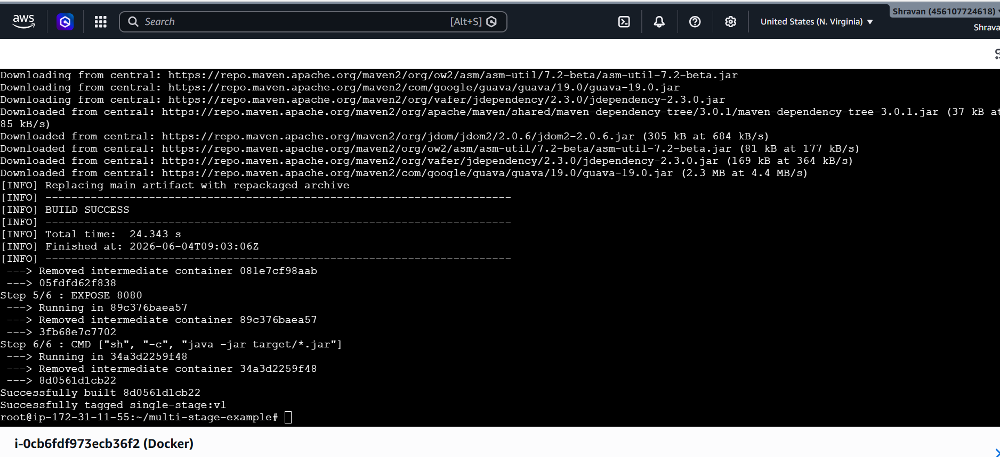 aws
Search [Alt+S]
United States (N. Virginia) ▼
Shravan (456107724618)
Shrava
Downloading from central: https://repo.maven.apache.org/maven2/org/ow2/asm/asm-util/7.2-beta/asm-util-7.2-beta.jar
Downloading from central: https://repo.maven.apache.org/maven2/com/google/guava/guava/19.0/guava-19.0.jar
Downloading from central: https://repo.maven.apache.org/maven2/org/vafer/jdependency/2.3.0/jdependency-2.3.0.jar
Downloaded from central: https://repo.maven.apache.org/maven2/org/apache/maven/shared/maven-dependency-tree/3.0.1/maven-dependency-tree-3.0.1.jar (37 kB at
85 kB/s)
Downloaded from central: https://repo.maven.apache.org/maven2/org/jdom/jdom2/2.0.6/jdom2-2.0.6.jar (305 kB at 684 kB/s)
Downloaded from central: https://repo.maven.apache.org/maven2/org/ow2/asm/asm-util/7.2-beta/asm-util-7.2-beta.jar (81 kB at 177 kB/s)
Downloaded from central: https://repo.maven.apache.org/maven2/org/vafer/jdependency/2.3.0/jdependency-2.3.0.jar (169 kB at 364 kB/s)
Downloaded from central: https://repo.maven.apache.org/maven2/com/google/guava/guava/19.0/guava-19.0.jar (2.3 MB at 4.4 MB/s)
[INFO] Replacing main artifact with repackaged archive
[INFO] ------------------------------------------------------------------------
[INFO] BUILD SUCCESS
[INFO] ------------------------------------------------------------------------
[INFO] Total time:  24.343 s
[INFO] Finished at: 2026-06-04T09:03:06Z
[INFO] ------------------------------------------------------------------------
 ---> Removed intermediate container 081e7cf98aab
 ---> 05fdfd62f838
Step 5/6 : EXPOSE 8080
 ---> Running in 89c376baea57
 ---> Removed intermediate container 89c376baea57
 ---> 3fb68e7c7702
Step 6/6 : CMD ["sh", "-c", "java -jar target/*.jar"]
 ---> Running in 34a3d2259f48
 ---> Removed intermediate container 34a3d2259f48
 ---> 8d0561d1cb22
Successfully built 8d0561d1cb22
Successfully tagged single-stage:v1
root@ip-172-31-11-55:~/multi-stage-example#
i-0cb6fdf973ecb36f2 (Docker)